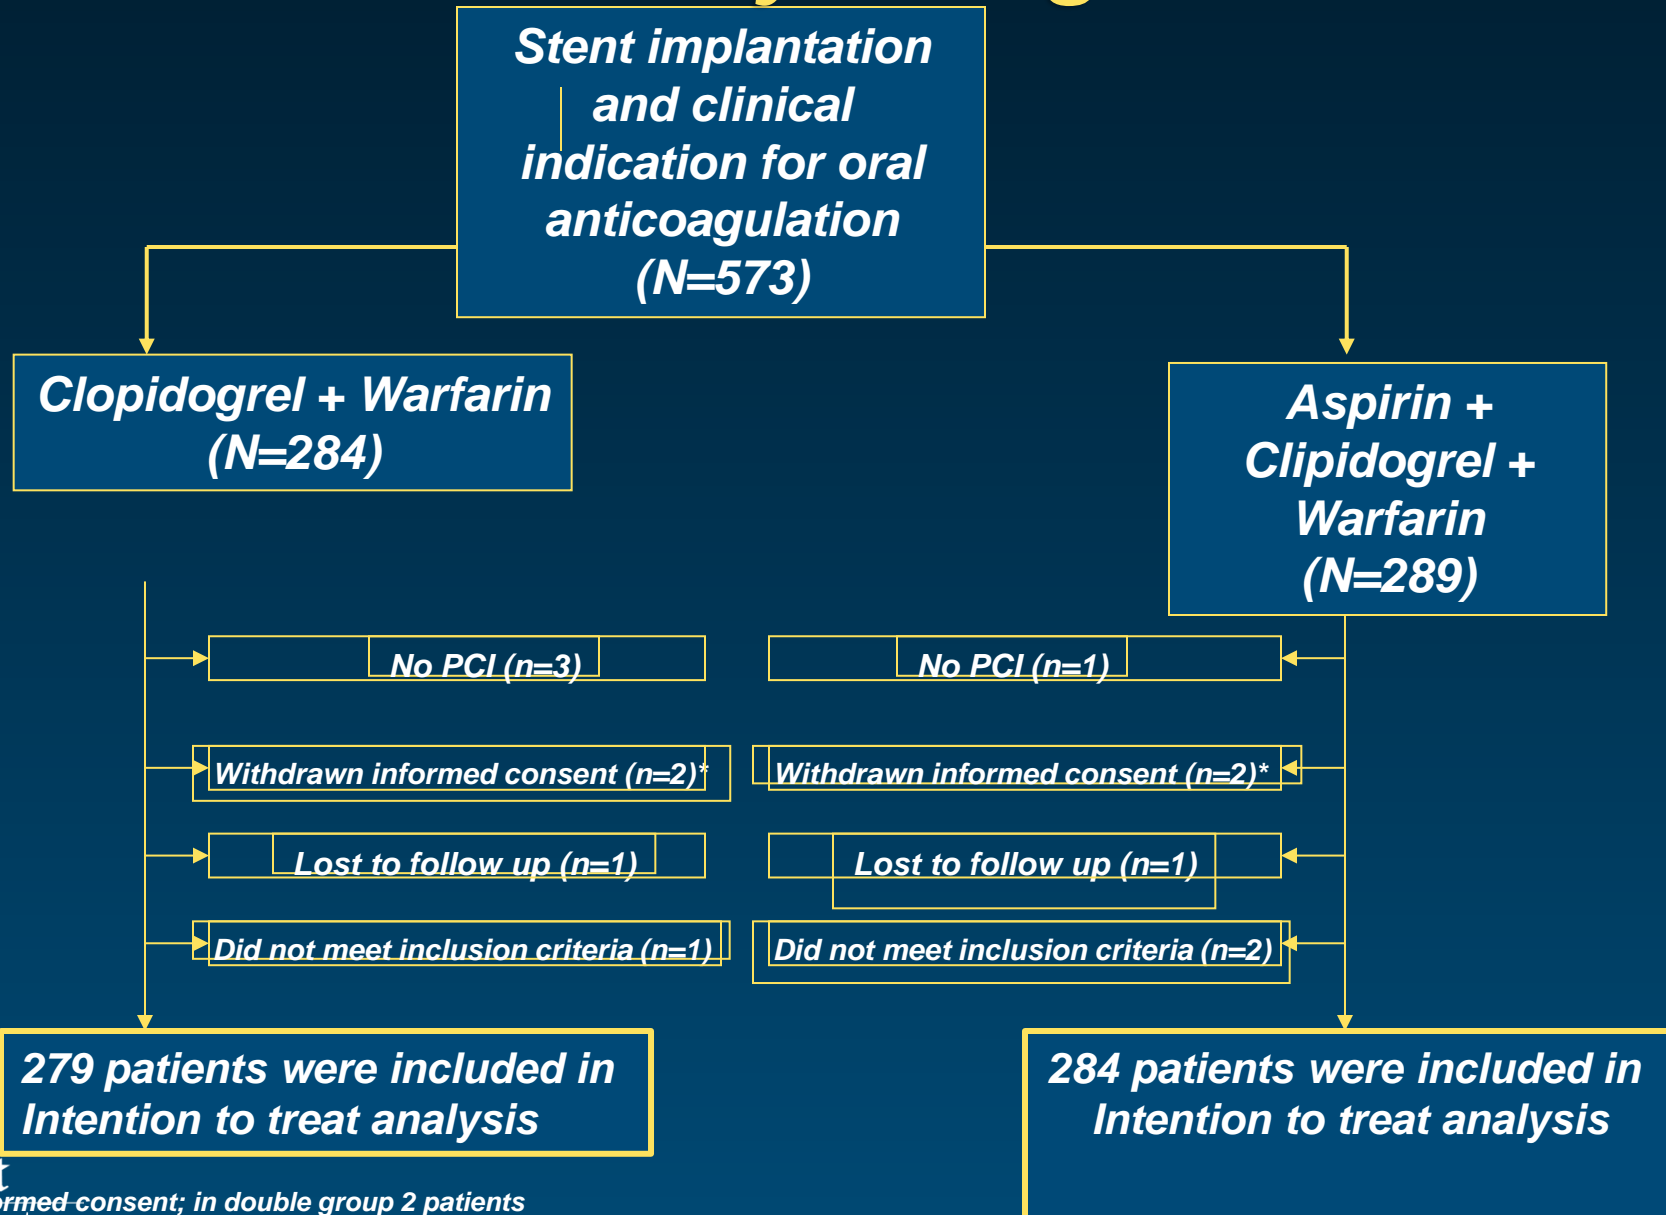 Stent implantation
and clinical
indication for oral
anticoagulation
(N=573)
Clopidogrel + Warfarin
(N=284)
Aspirin +
Clipidogrel +
Warfarin
(N=289)
No PCI (n=3)
No PCI (n=1)
Withdrawn informed consent (n=2)*
Withdrawn informed consent (n=2)*
Lost to follow up (n=1)
Lost to follow up (n=1)
Did not meet inclusion criteria (n=1)
Did not meet inclusion criteria (n=2)
279 patients were included in
Intention to treat analysis
284 patients were included in
Intention to treat analysis
consent; in double group 2 patients